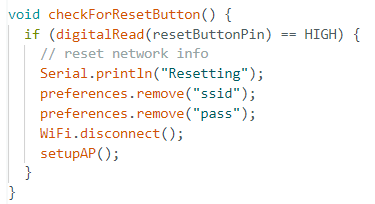 void checkForResetButton() {
  if (digitalRead(resetButtonPin) == HIGH) {
    // reset network info
    Serial.println("Resetting");
    preferences.remove("ssid");
    preferences.remove("pass");
    WiFi.disconnect();
    setupAP();
  }
}